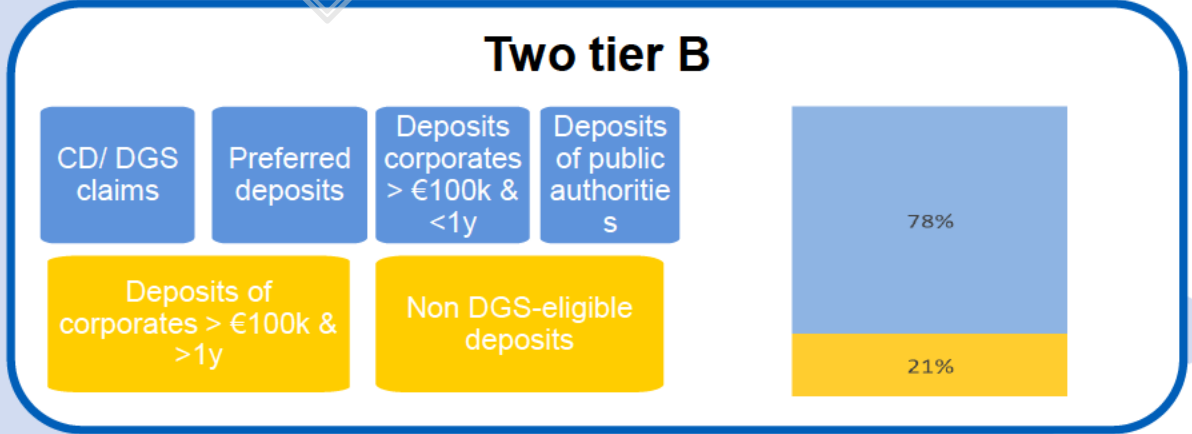 Two tier B
CD/ DGS
claims
Preferred
deposits
Deposits
corporates
> €100k &
<1y
Deposits
of public
authoritie
s
78%
Deposits of
corporates > €100k &
>1y
Non DGS-eligible
deposits
21%